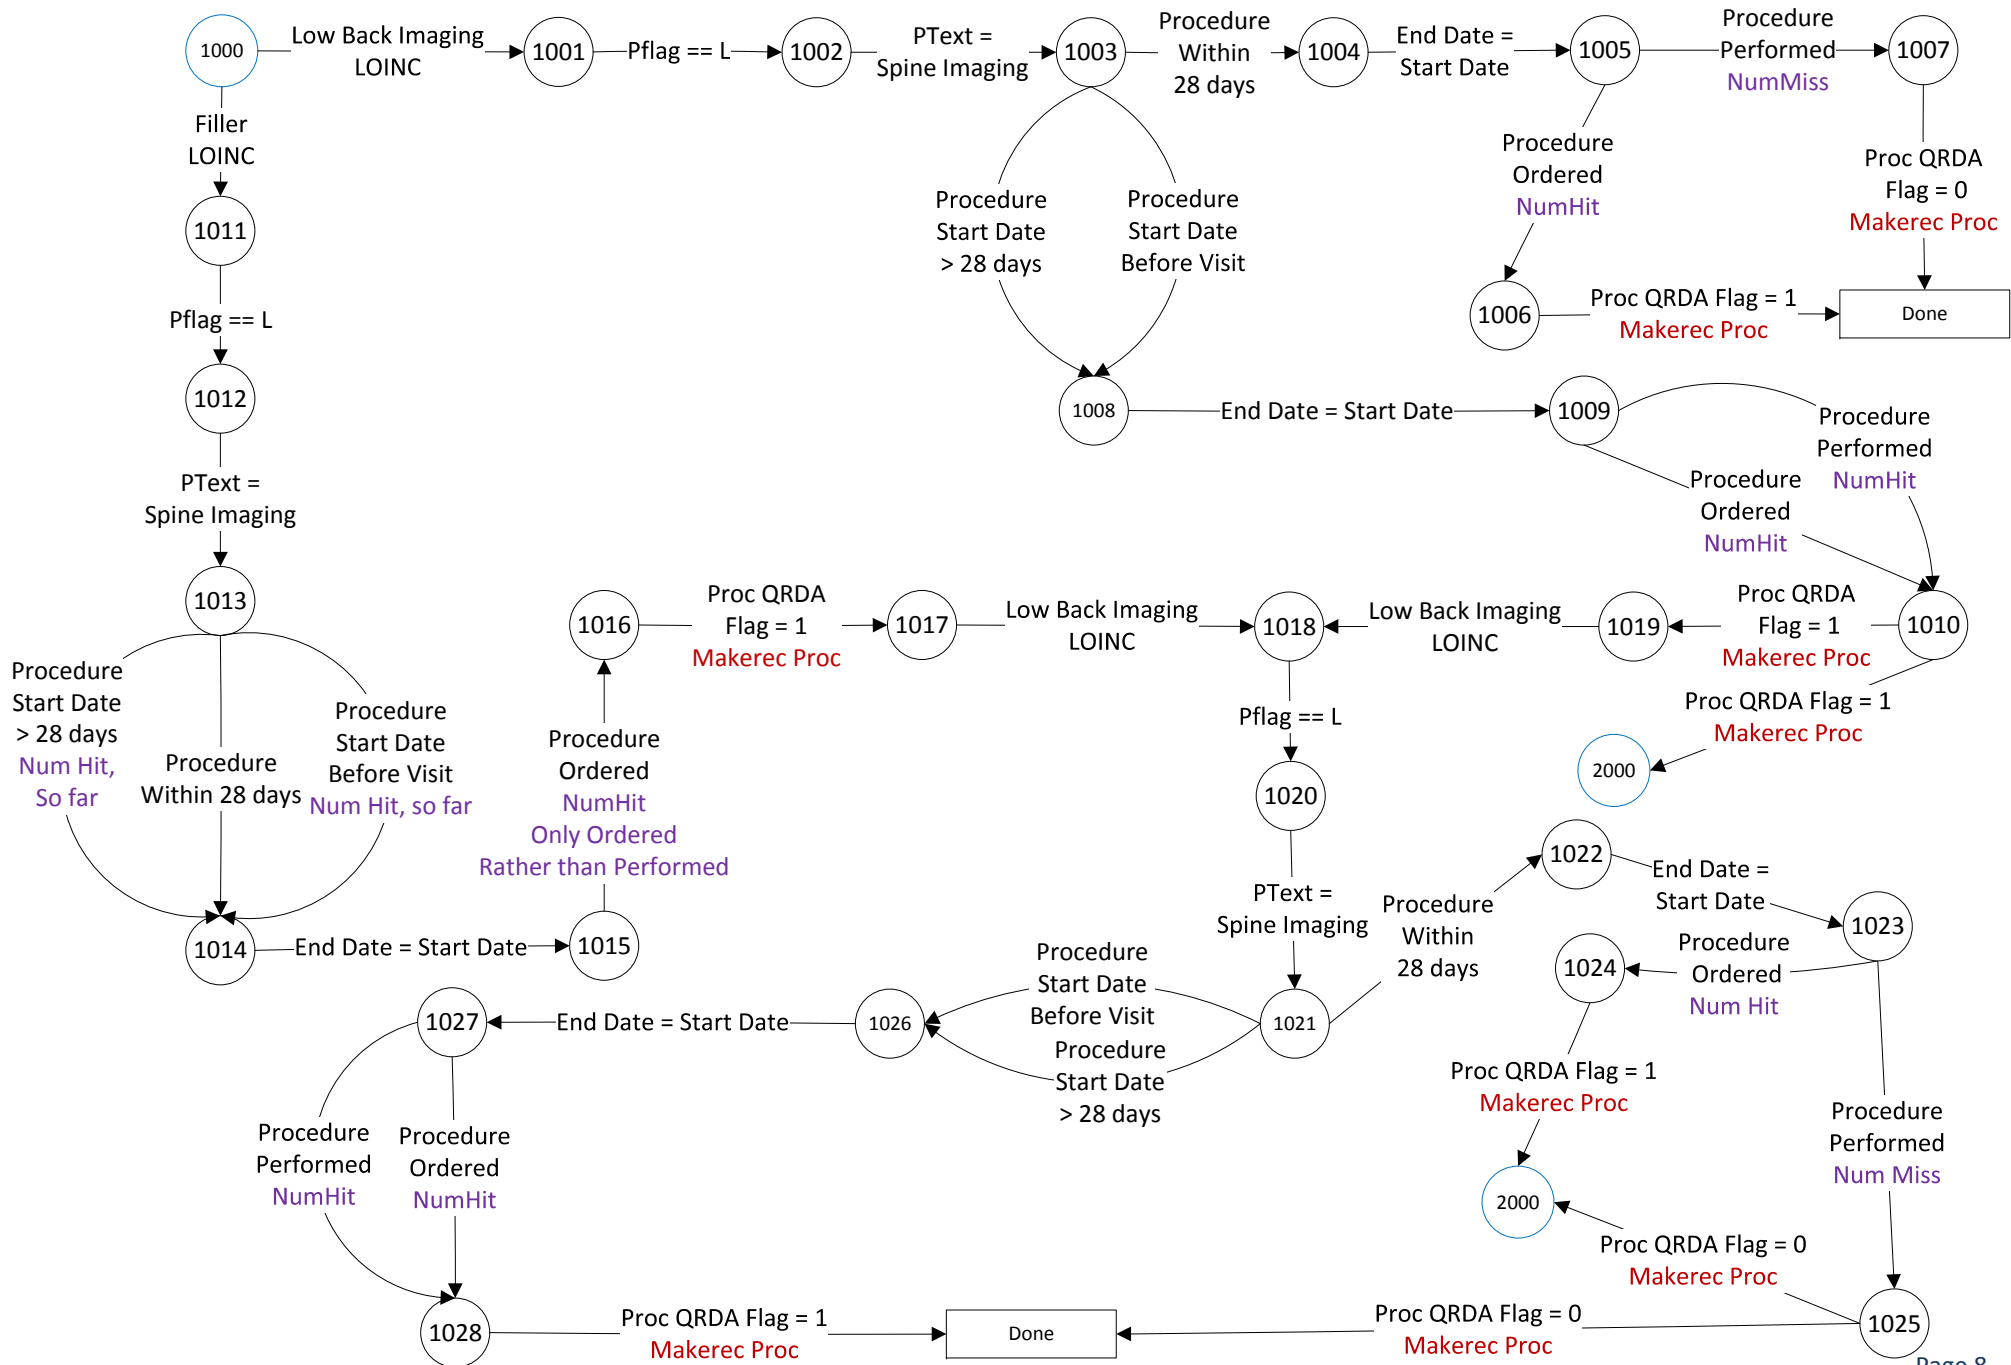 1000
Low Back Imaging
LOINC
1001
Pflag == L
1002
PText =
Spine Imaging
1003
Procedure
Within
28 days
1004
End Date =
Start Date
1005
Procedure
Performed
NumMiss
1007
Filler
LOINC
1011
Procedure
Ordered
NumHit
Proc QRDA
Flag = 0
Makerec Proc
Procedure
Start Date
> 28 days
Procedure
Start Date
Before Visit
1006
Proc QRDA Flag = 1
Makerec Proc
Done
Pflag == L
1012
1008
End Date = Start Date
1009
Procedure
Performed
NumHit
Procedure
Ordered
NumHit
PText =
Spine Imaging
1013
1016
Proc QRDA
Flag = 1
Makerec Proc
1017
Low Back Imaging
LOINC
1018
Low Back Imaging
LOINC
1019
Proc QRDA
Flag = 1
Makerec Proc
1010
Procedure
Start Date
> 28 days
Num Hit,
So far
Procedure
Within 28 days
Procedure
Start Date
Before Visit
Num Hit, so far
Procedure
Ordered
NumHit
Only Ordered
Rather than Performed
Pflag == L
Proc QRDA Flag = 1
Makerec Proc
2000
1020
1014
End Date = Start Date
1015
PText =
Spine Imaging
Procedure
Within
28 days
1022
End Date =
Start Date
1023
Procedure
Ordered
Num Hit
1024
1027
End Date = Start Date
1026
Procedure
Start Date
Before Visit
Procedure
Start Date
> 28 days
1021
Proc QRDA Flag = 1
Makerec Proc
Procedure
Performed
Num Miss
Procedure
Performed
NumHit
Procedure
Ordered
NumHit
2000
Proc QRDA Flag = 0
Makerec Proc
1028
Proc QRDA Flag = 1
Makerec Proc
Done
Proc QRDA Flag = 0
Makerec Proc
1025
Page 8